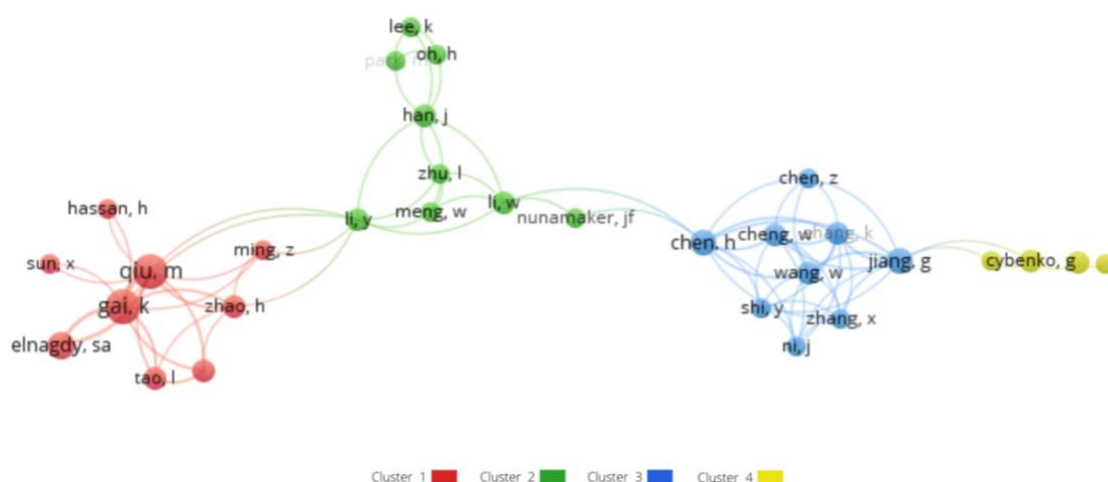 lee, k
oh, h
han, j
zhu, l
chen, z
li, w
hassan, h
meng, w
li, y
nunamaker, jf
cheng, w
zhang, k
chen, h
ming, z
sun, x
qiu, m
jiang, g
cybenko, g
wang, w
gai, k
zhao, h
shi, y
zhang, x
elnagdy, sa
ni, j
tao, l
Cluster 1
Cluster 2
Cluster 3
Cluster 4